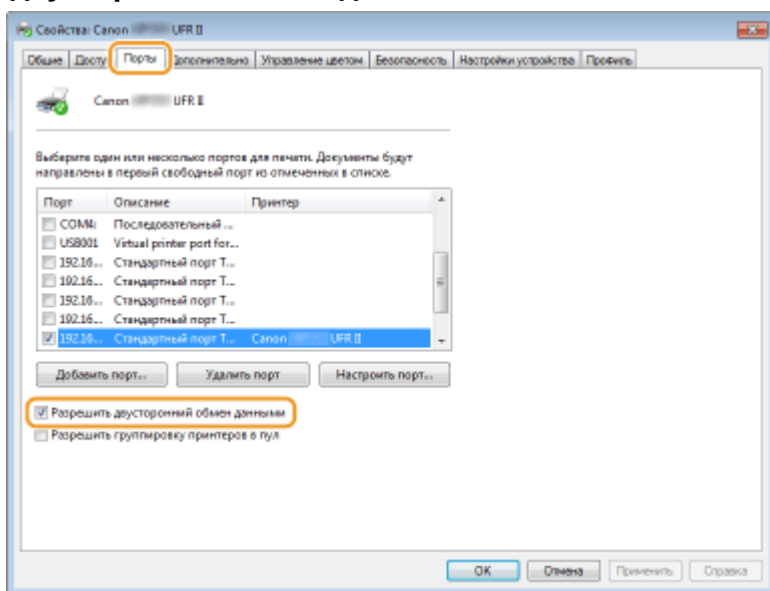 Свойства: Canon UFR II
Общие Досту Порты Дополнительно Управление цветом Безопасность Настройки устройства Профиль
Canon UFR II
Выберите один или несколько портов для печати. Документы будут
направлены в первый свободный порт из отмеченных в списке.
Порт Описание Принтер
COM4: Последовательный ...
USB001 Virtual printer port for...
192.16... Стандартный порт T...
192.16... Стандартный порт T...
192.16... Стандартный порт T...
192.16... Стандартный порт T...
192.16... Стандартный порт T... Canon UFR II
Добавить порт... Удалить порт Настроить порт...
Разрешить двусторонний обмен данными
Разрешить группировку принтеров в пул
OK Отмена Применить Справка